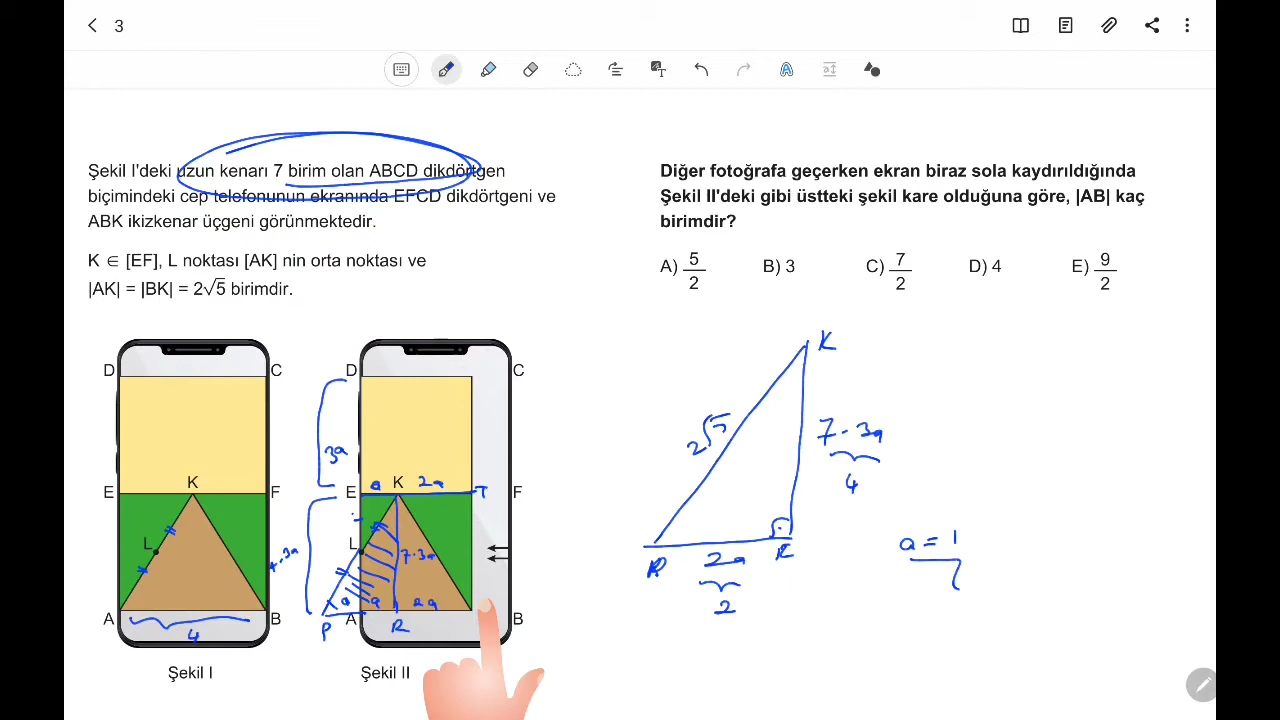 3
Şekil I'deki uzun kenarı 7 birim olan ABCD dikdörtgen
biçimindeki cep telefonunun ekranında EFCD dikdörtgeni ve
ABK ikizkenar üçgeni görünmektedir.
K ∈ [EF], L noktası [AK] nin orta noktası ve
|AK| = |BK| = 2√5 birimdir.
Diğer fotoğrafa geçerken ekran biraz sola kaydırıldığında
Şekil II'deki gibi üstteki şekil kare olduğuna göre, |AB| kaç
birimdir?
A) 5/2 B) 3 C) 7/2 D) 4 E) 9/2
D C
E K F
L
A B
4
Şekil I
D C
3a
E a K 2a T F
L 7-3a
a a 2a
P A R B
Şekil II
K
2√5
7-3a
4
2a
2
a = 1